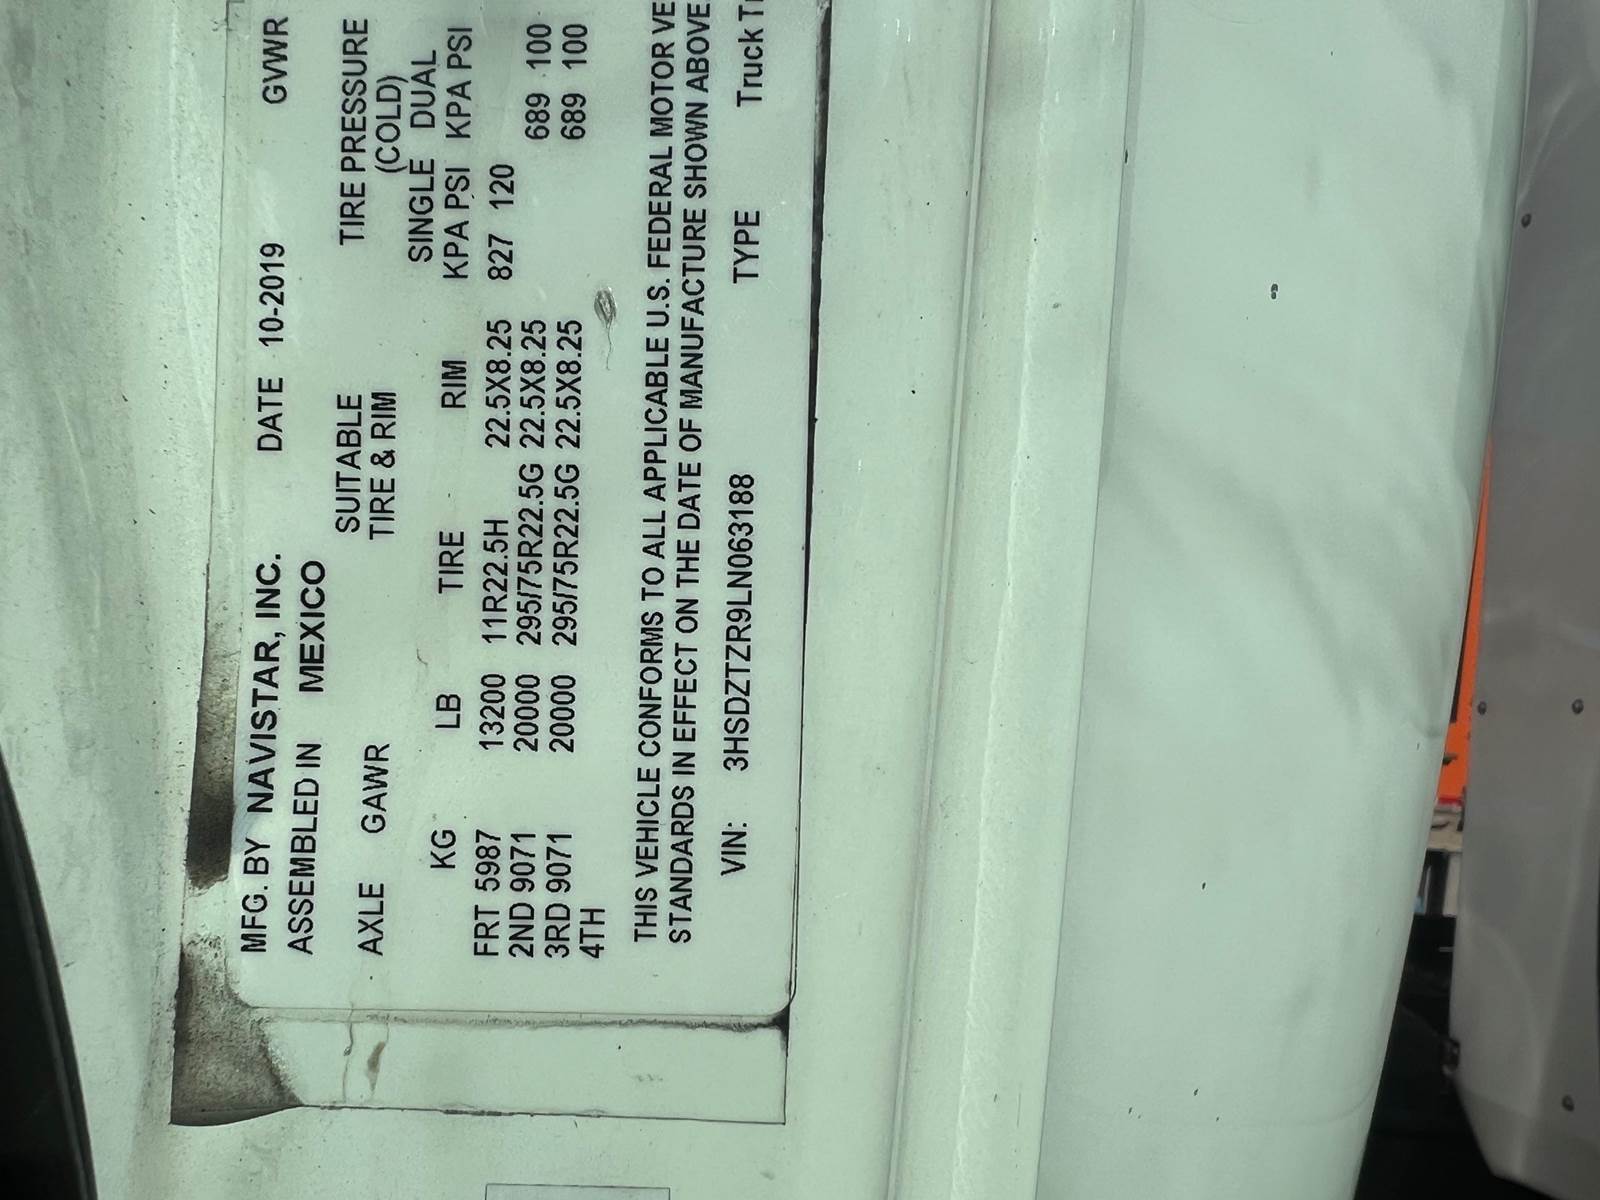 MFG. BY NAVISTAR, INC. DATE 10-2019 GVWR
ASSEMBLED IN MEXICO
SUITABLE TIRE PRESSURE
AXLE GAWR TIRE & RIM (COLD)
SINGLE DUAL
KG LB TIRE RIM KPA PSI KPA PSI
FRT 5987 13200 11R22.5H 22.5X8.25 827 120
2ND 9071 20000 295/75R22.5G 22.5X8.25 689 100
3RD 9071 20000 295/75R22.5G 22.5X8.25 689 100
4TH
THIS VEHICLE CONFORMS TO ALL APPLICABLE U.S. FEDERAL MOTOR VE
STANDARDS IN EFFECT ON THE DATE OF MANUFACTURE SHOWN ABOVE
VIN: 3HSDZTZR9LN063188 TYPE Truck Tr